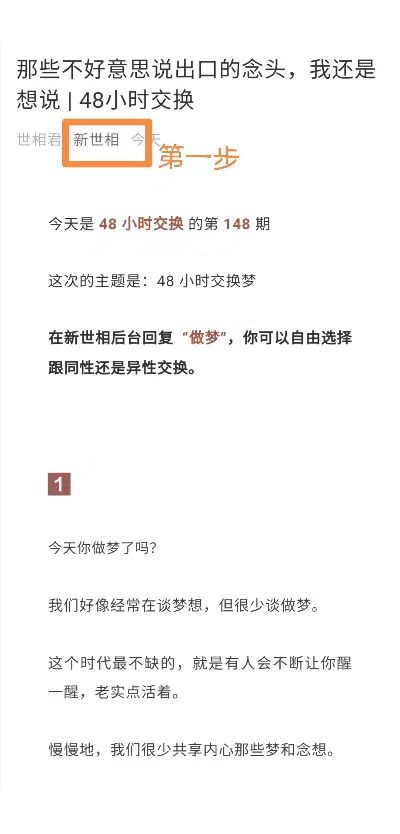 那些不好意思说出口的念头，我还是
想说 | 48小时交换
世相君 新世相 今天
第一步
今天是 48 小时交换 的第 148 期
这次的主题是：48 小时交换梦
在新世相后台回复 “做梦”，你可以自由选择
跟同性还是异性交换。
1
今天你做梦了吗？
我们好像经常在谈梦想，但很少谈做梦。
这个时代最不缺的，就是有人会不断让你醒
一醒，老实点活着。
慢慢地，我们很少共享内心那些梦和念想。